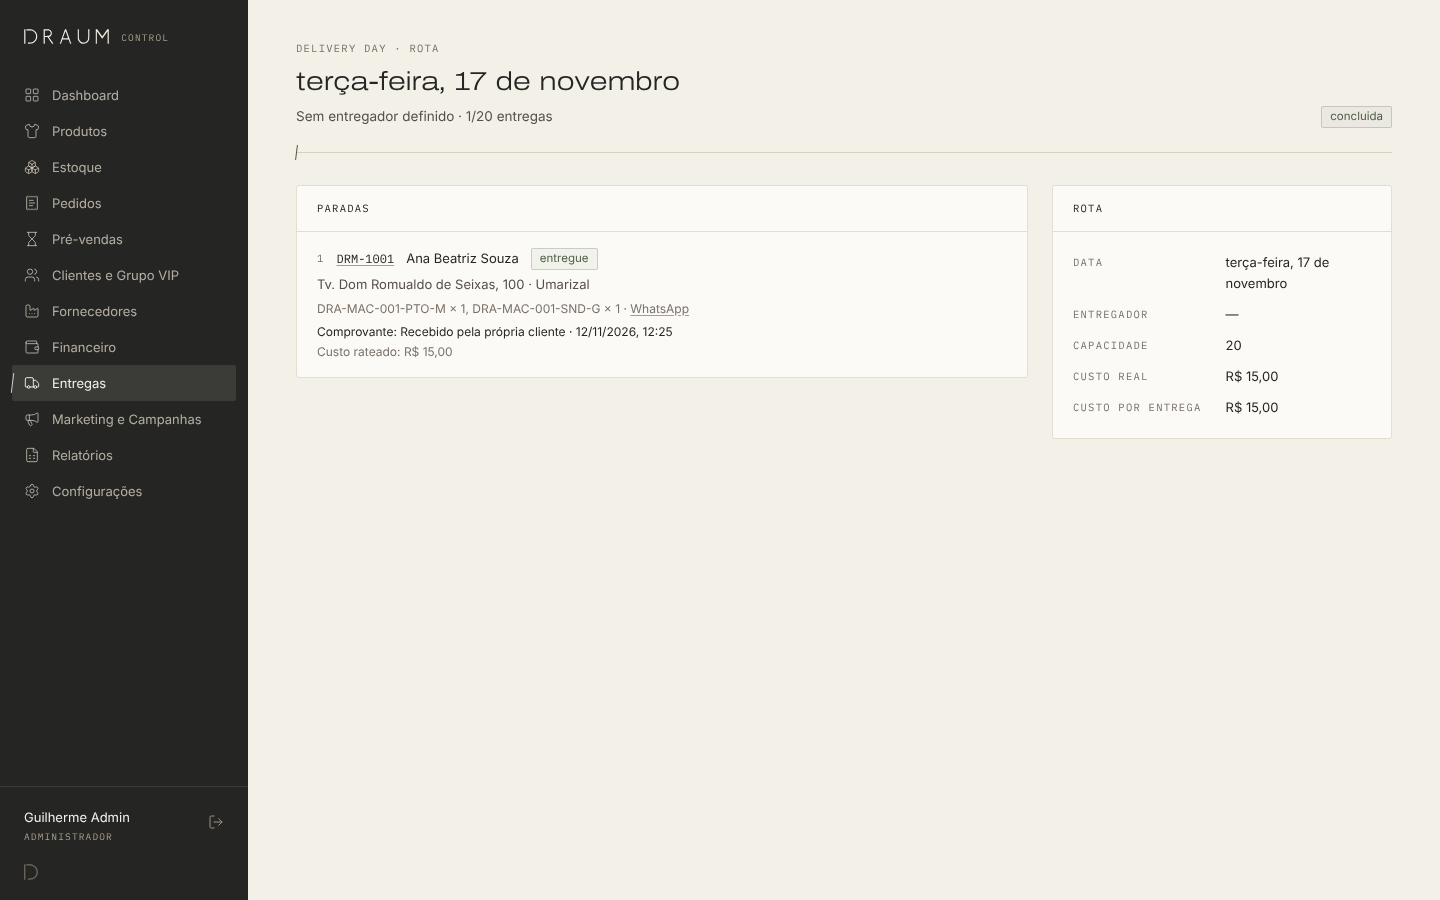 DRAUM CONTROL
Dashboard
Produtos
Estoque
Pedidos
Pré-vendas
Clientes e Grupo VIP
Fornecedores
Financeiro
Entregas
Marketing e Campanhas
Relatórios
Configurações
Guilherme Admin
ADMINISTRADOR
D
DELIVERY DAY · ROTA
terça-feira, 17 de novembro
Sem entregador definido · 1/20 entregas
concluída
PARADAS
1 DRM-1001 Ana Beatriz Souza entregue
Tv. Dom Romualdo de Seixas, 100 · Umarizal
DRA-MAC-001-PTO-M × 1, DRA-MAC-001-SND-G × 1 · WhatsApp
Comprovante: Recebido pela própria cliente · 12/11/2026, 12:25
Custo rateado: R$ 15,00
ROTA
DATA terça-feira, 17 de
novembro
ENTREGADOR —
CAPACIDADE 20
CUSTO REAL R$ 15,00
CUSTO POR ENTREGA R$ 15,00